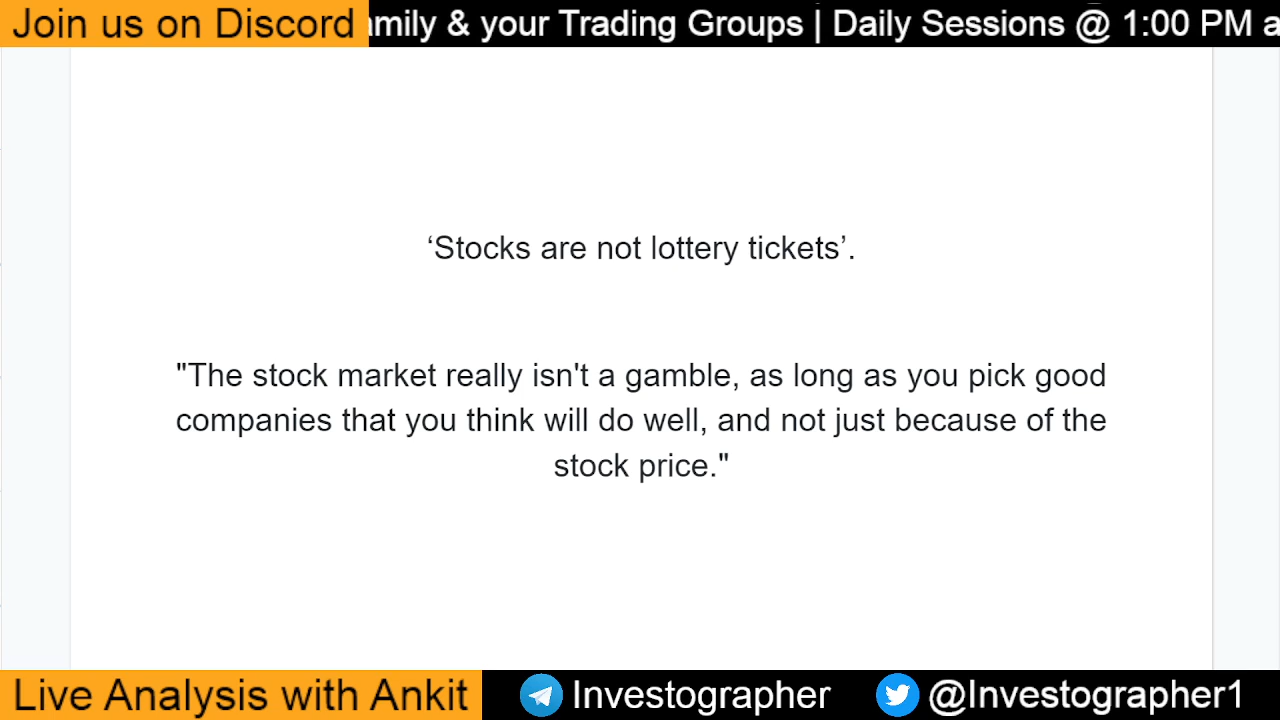 Join us on Discord
mily & your Trading Groups | Daily Sessions @ 1:00 PM a
‘Stocks are not lottery tickets’.
"The stock market really isn't a gamble, as long as you pick good
companies that you think will do well, and not just because of the
stock price."
Live Analysis with Ankit
Investographer
@Investographer1